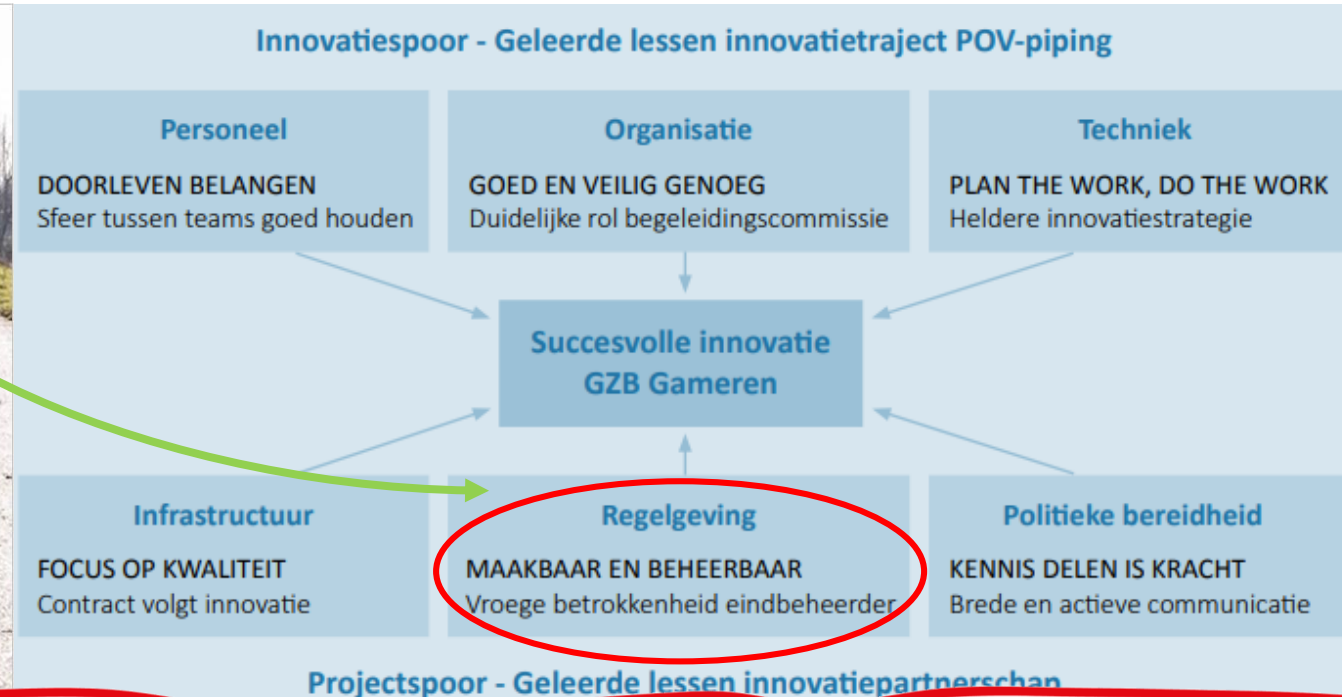 Innovatiespoor - Geleerde lessen innovatietraject POV-piping
Personeel
DOORLEVEN BELANGEN
Sfeer tussen teams goed houden
Organisatie
GOED EN VEILIG GENOEG
Duidelijke rol begeleidingscommissie
Techniek
PLAN THE WORK, DO THE WORK
Heldere innovatiestrategie
Succesvolle innovatie
GZB Gameren
Infrastructuur
FOCUS OP KWALITEIT
Contract volgt innovatie
Regelgeving
MAAKBAAR EN BEHEERBAAR
Vroege betrokkenheid eindbeheerder
Politieke bereidheid
KENNIS DELEN IS KRACHT
Brede en actieve communicatie
Projectspoor - Geleerde lessen innovatiepartnerschap